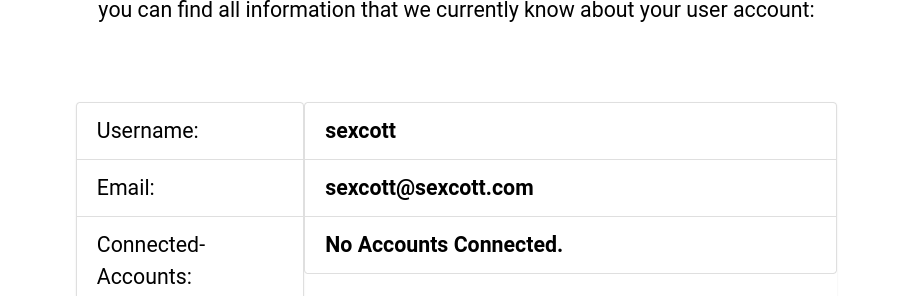 you can find all information that we currently know about your user account:
Username: sexcott
Email: sexcott@sexcott.com
Connected- No Accounts Connected.
Accounts: